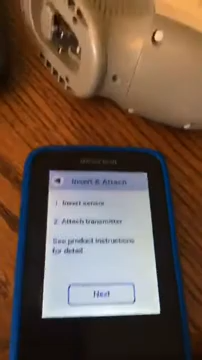 Insert & Attach
1 Insert sensor
2 Attach transmitter
See product instructions
for detail
Next